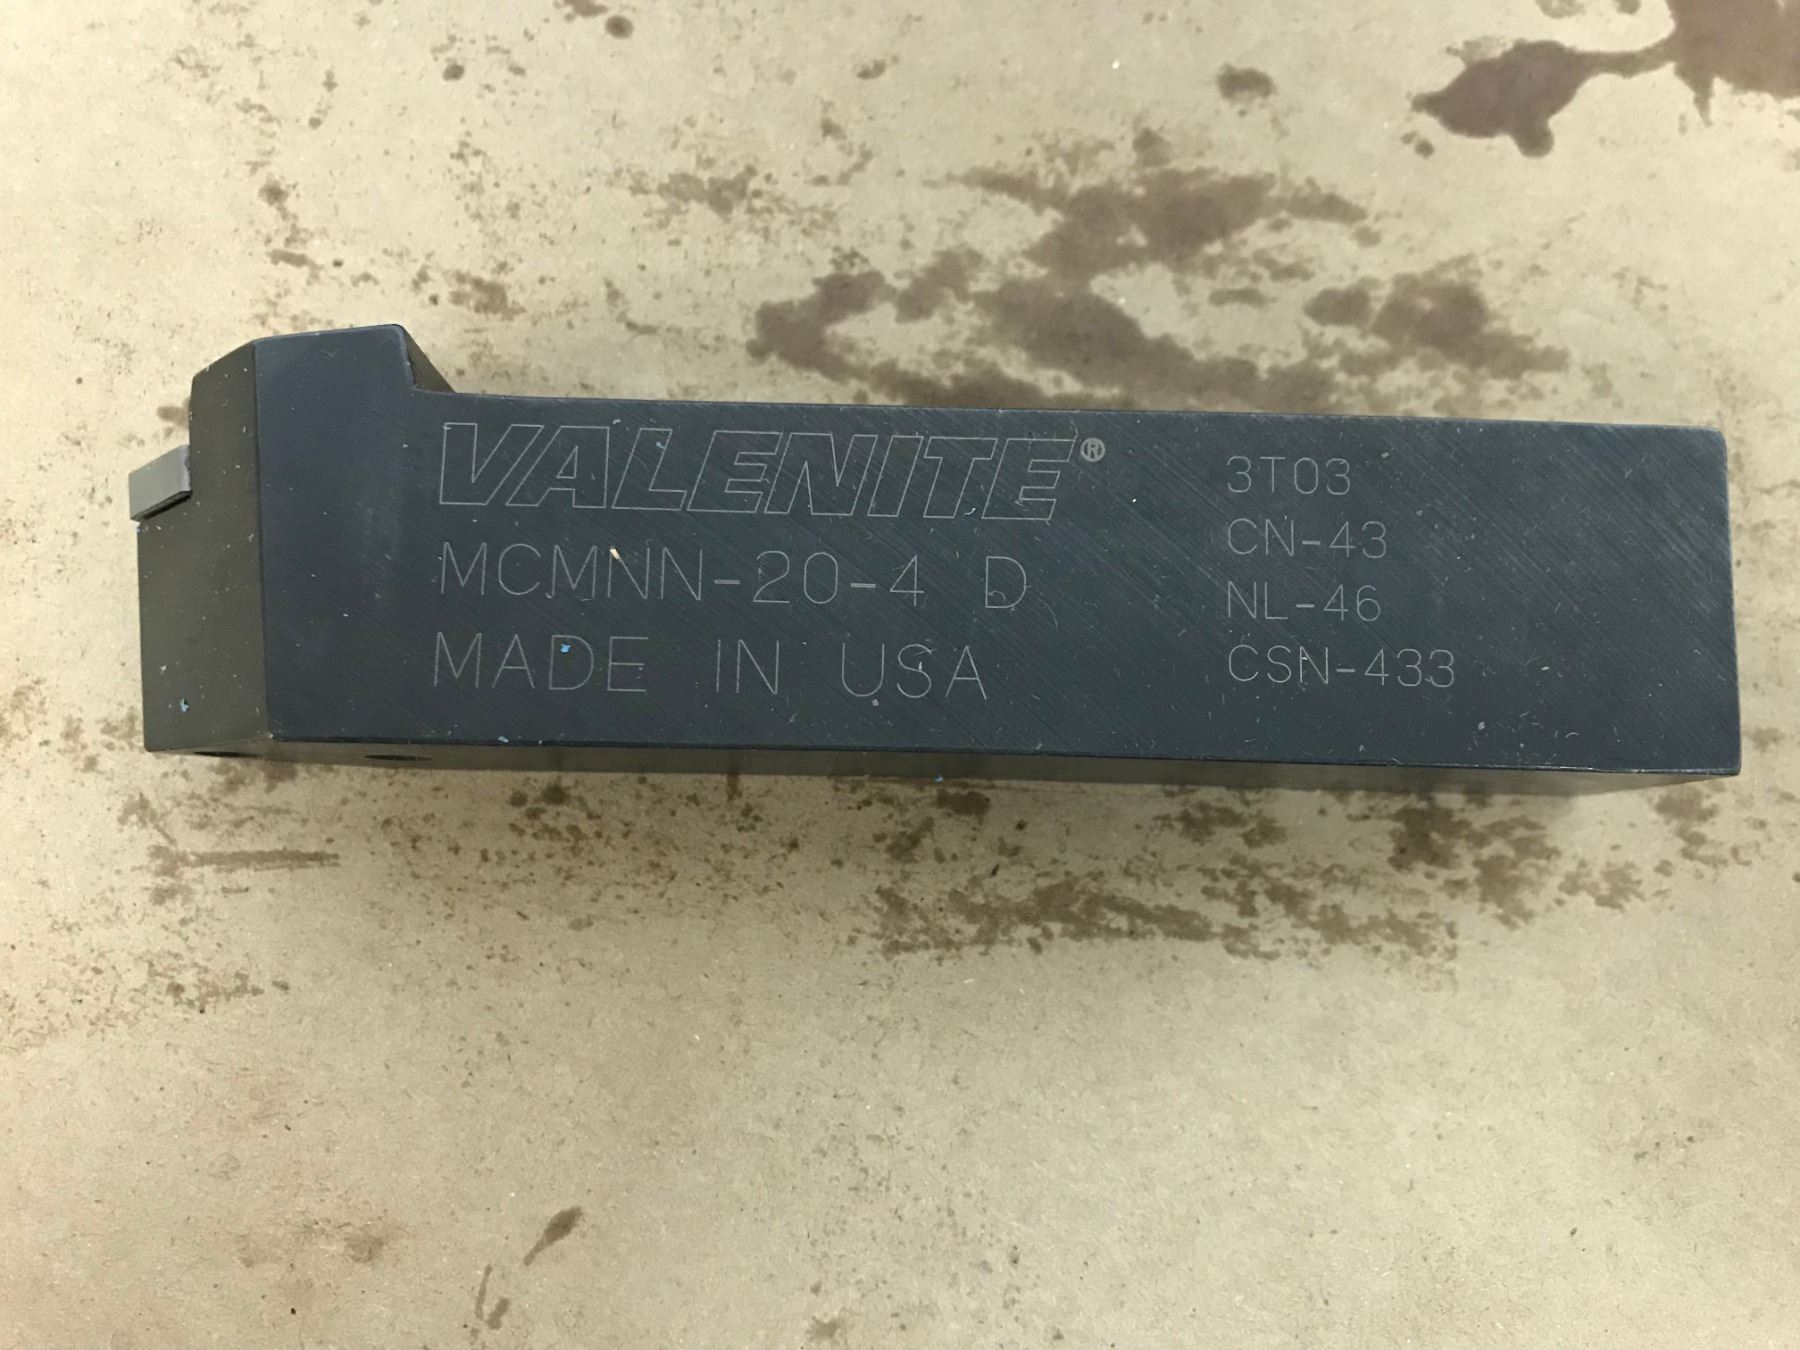 VALENITE®
MCMNN-20-4 D
MADE IN USA
3T03
CN-43
NL-46
CSN-433